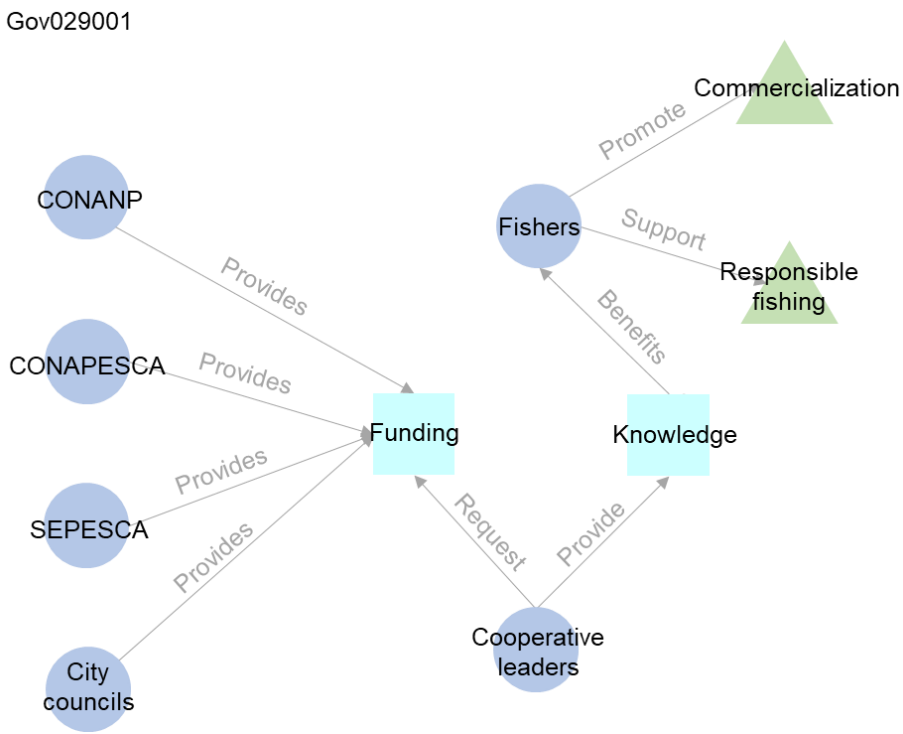 Gov029001
Commercialization
Promote
CONANP
Fishers
Support
Responsible
fishing
Provides
Benefits
CONAPESCA
Provides
Funding
Knowledge
Provides
SEPESCA
Request
Provide
Provides
Cooperative
leaders
City
councils